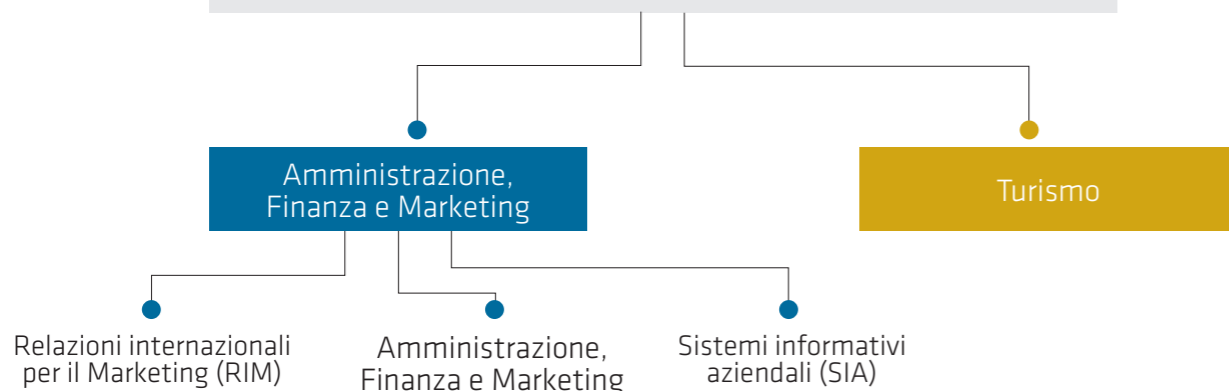 Amministrazione,
Finanza e Marketing
Turismo
Relazioni internazionali
per il Marketing (RIM)
Amministrazione,
Finanza e Marketing
Sistemi informativi
aziendali (SIA)